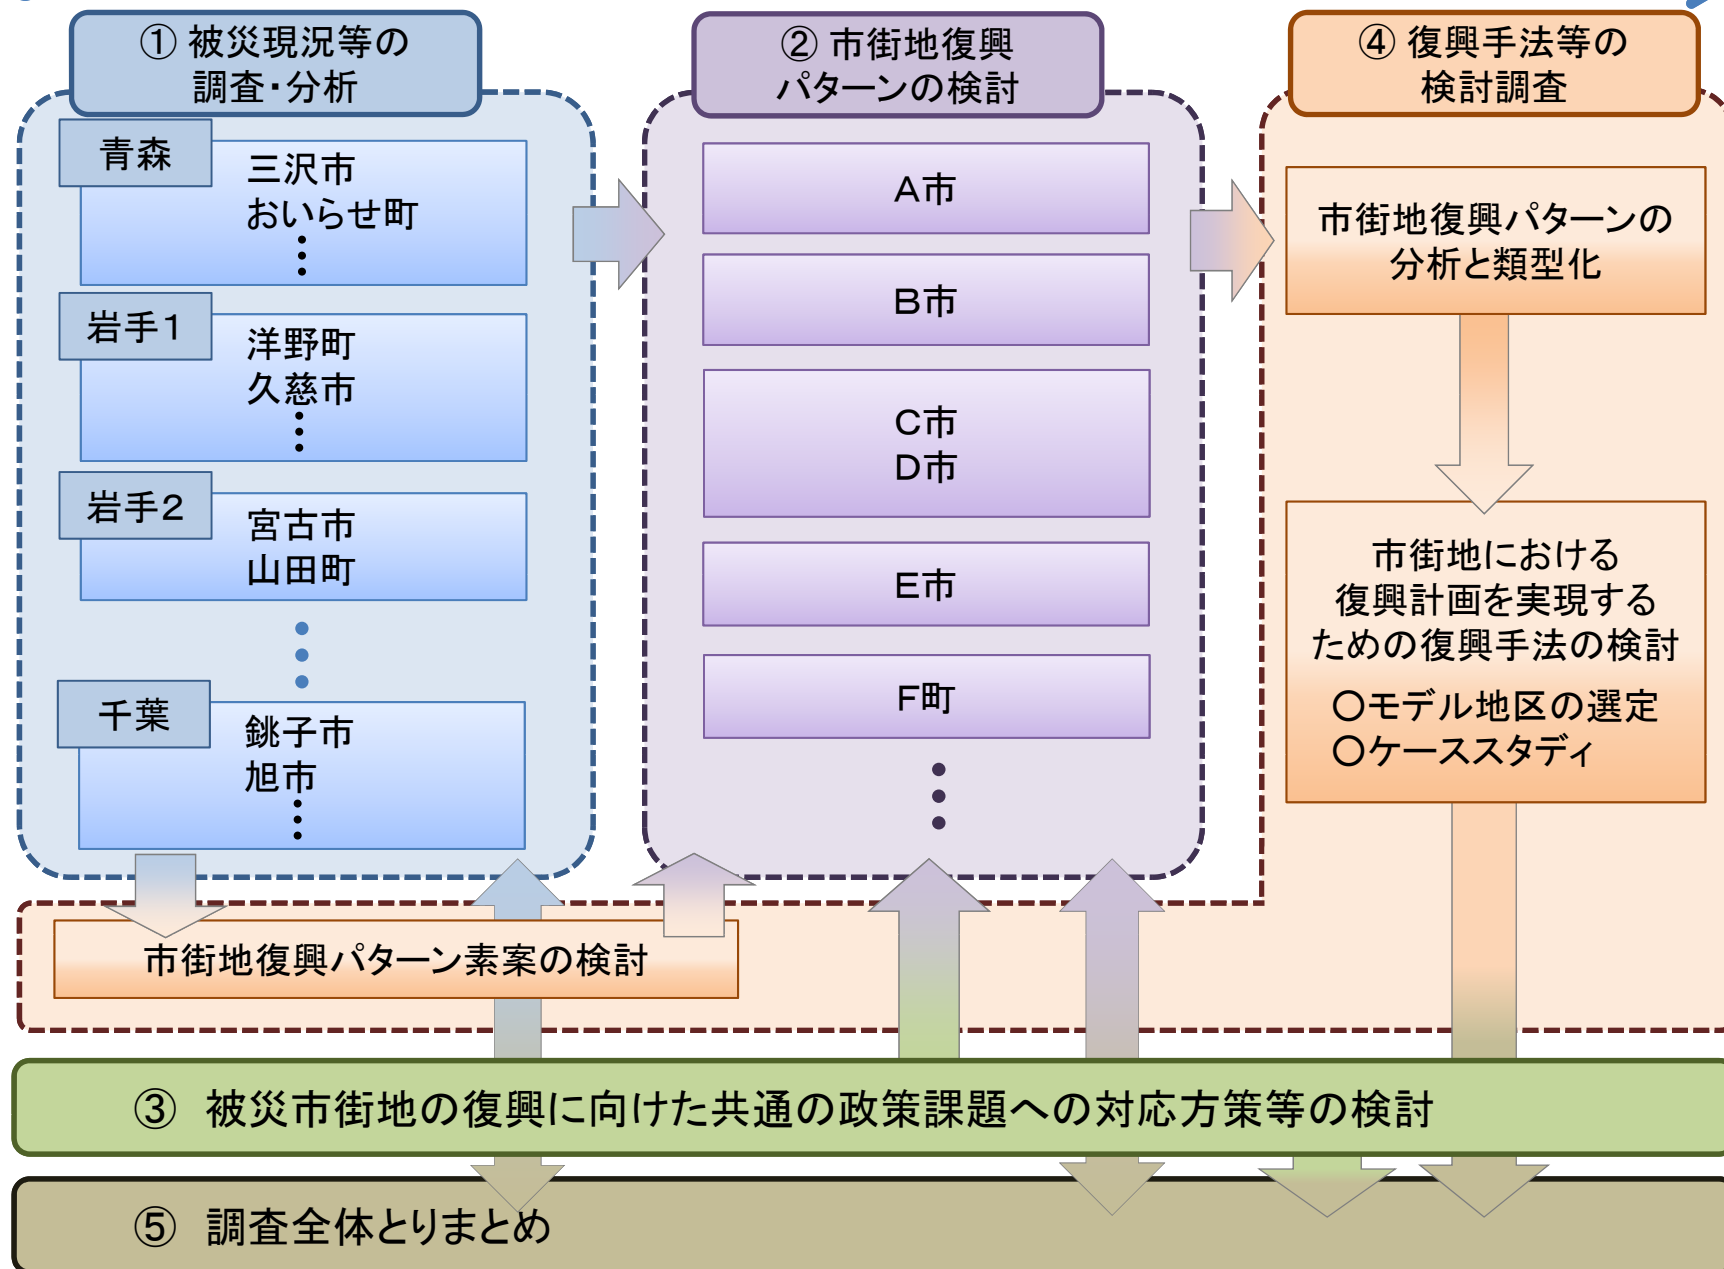 ① 被災現況等の
調査・分析
青森
三沢市
おいらせ町
⋮
岩手１
洋野町
久慈市
⋮
岩手２
宮古市
山田町
⋮
千葉
銚子市
旭市
⋮
② 市街地復興
パターンの検討
Ａ市
Ｂ市
Ｃ市
Ｄ市
Ｅ市
Ｆ町
⋮
④ 復興手法等の
検討調査
市街地復興パターンの
分析と類型化
市街地における
復興計画を実現する
ための復興手法の検討
○モデル地区の選定
○ケーススタディ
市街地復興パターン素案の検討
③ 被災市街地の復興に向けた共通の政策課題への対応方策等の検討
⑤ 調査全体とりまとめ